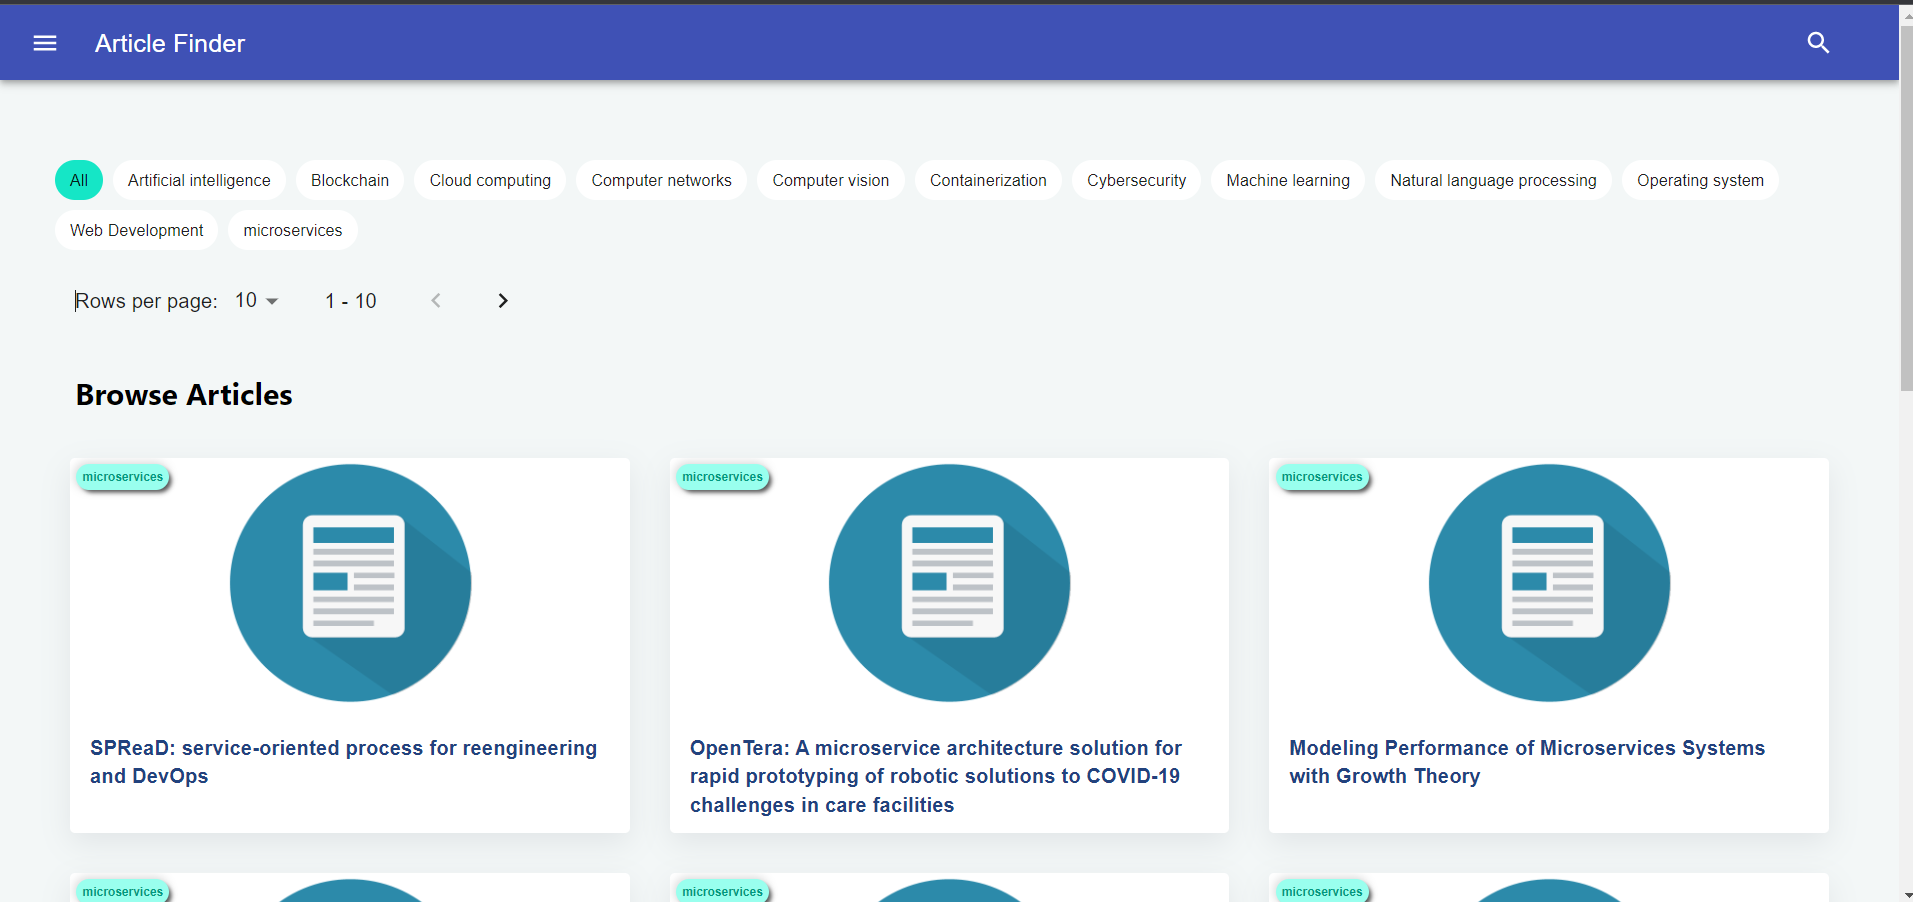 Article Finder
All Artificial intelligence Blockchain Cloud computing Computer networks Computer vision Containerization Cybersecurity Machine learning Natural language processing Operating system
Web Development microservices
Rows per page: 10 1 - 10
Browse Articles
microservices microservices microservices
SPReaD: service-oriented process for reengineering
and DevOps
OpenTera: A microservice architecture solution for
rapid prototyping of robotic solutions to COVID-19
challenges in care facilities
Modeling Performance of Microservices Systems
with Growth Theory
microservices microservices microservices